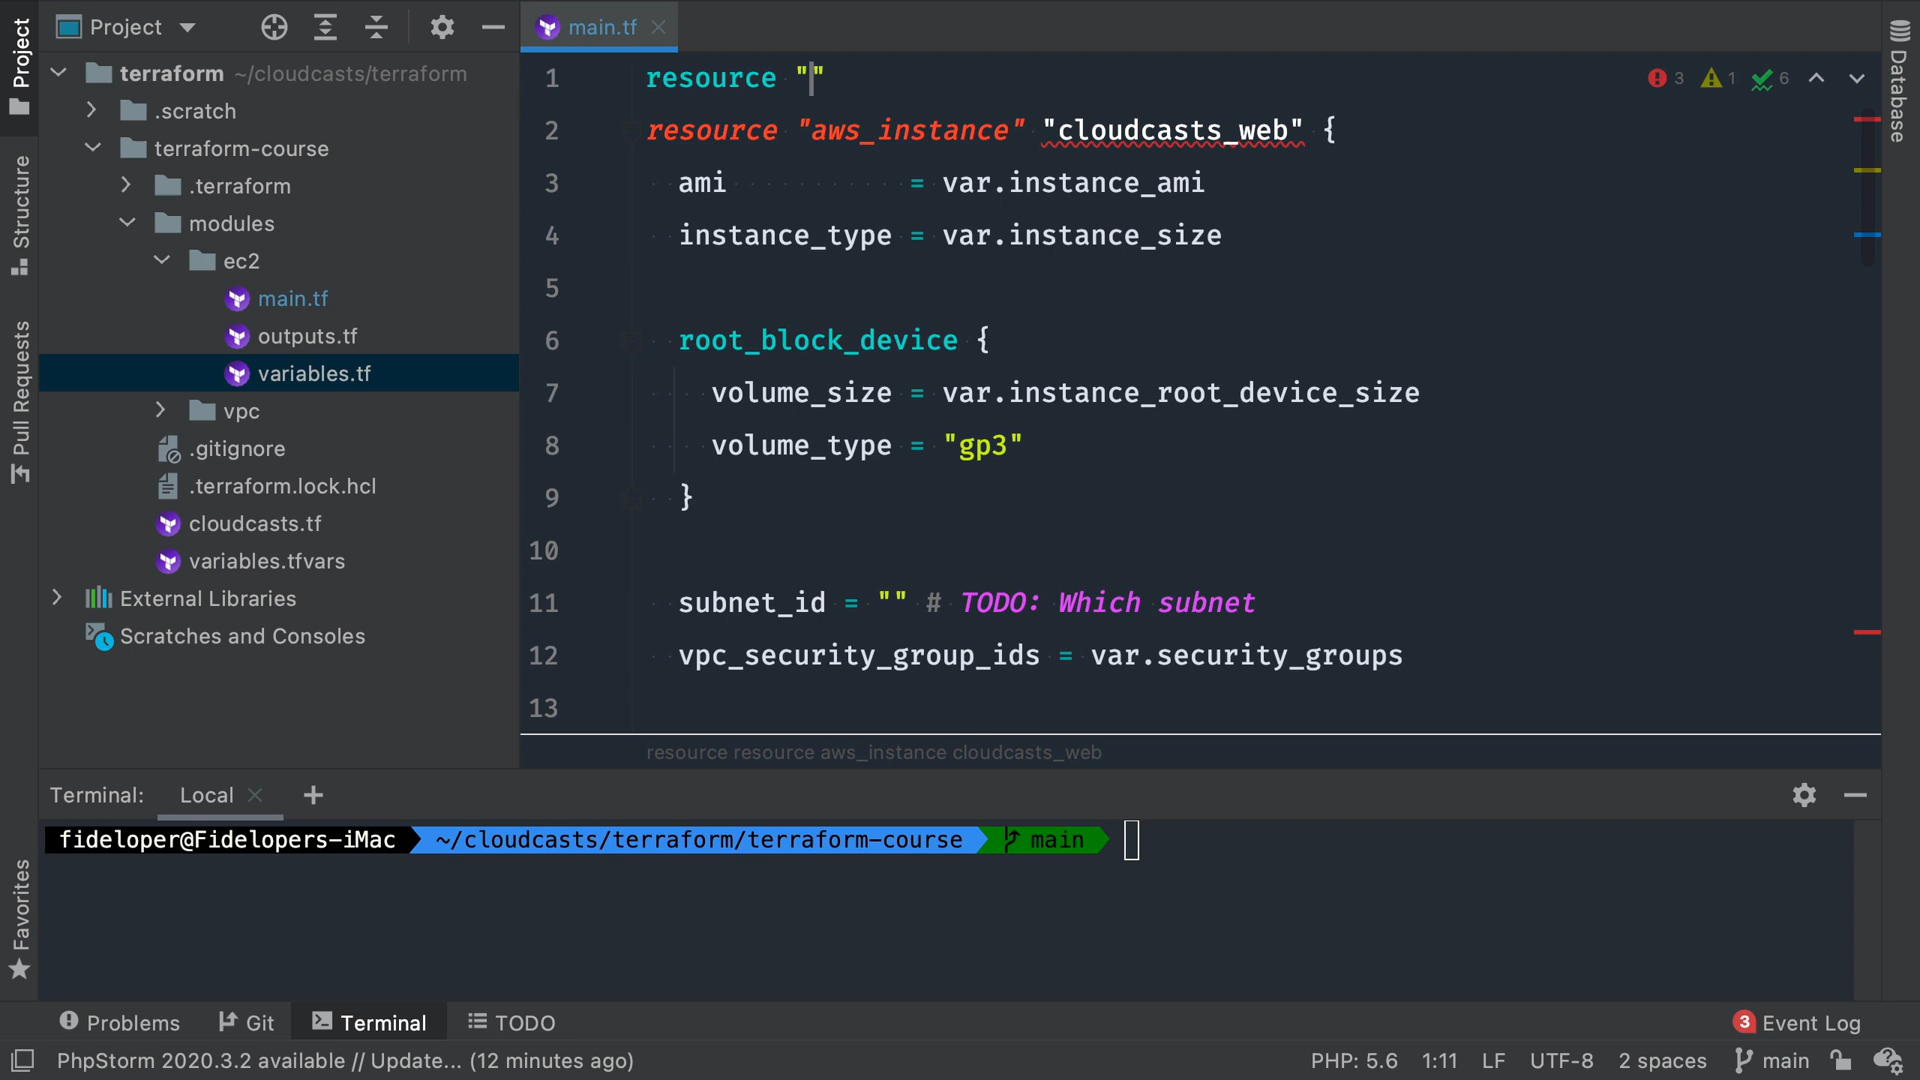 Project
main.tf
Project
Structure
Pull Requests
Favorites
Database
terraform ~/cloudcasts/terraform
.scratch
terraform-course
.terraform
modules
ec2
main.tf
outputs.tf
variables.tf
vpc
.gitignore
.terraform.lock.hcl
cloudcasts.tf
variables.tfvars
External Libraries
Scratches and Consoles
3 1 6
1 resource ""
2 resource "aws_instance" "cloudcasts_web" {
3 ami = var.instance_ami
4 instance_type = var.instance_size
5
6 root_block_device {
7 volume_size = var.instance_root_device_size
8 volume_type = "gp3"
9 }
10
11 subnet_id = "" # TODO: Which subnet
12 vpc_security_group_ids = var.security_groups
13
resource resource aws_instance cloudcasts_web
Terminal: Local +
fideloper@Fidelopers-iMac ~/cloudcasts/terraform/terraform-course main
Problems Git Terminal TODO 3 Event Log
PhpStorm 2020.3.2 available // Update... (12 minutes ago) PHP: 5.6 1:11 LF UTF-8 2 spaces main